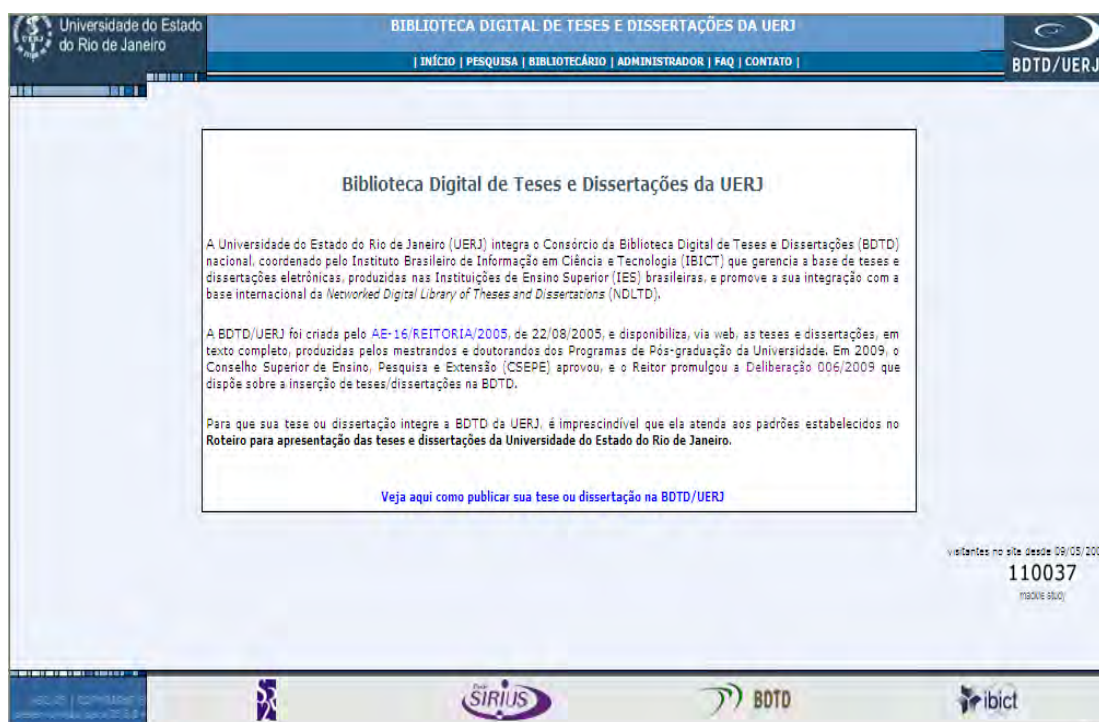 Universidade do Estado
do Rio de Janeiro
BIBLIOTECA DIGITAL DE TESES E DISSERTAÇÕES DA UERJ
| INÍCIO | PESQUISA | BIBLIOTECÁRIO | ADMINISTRADOR | FAQ | CONTATO |
BDTD/UERJ
Biblioteca Digital de Teses e Dissertações da UERJ
A Universidade do Estado do Rio de Janeiro (UERJ) integra o Consórcio da Biblioteca Digital de Teses e Dissertações (BDTD)
nacional, coordenado pelo Instituto Brasileiro de Informação em Ciência e Tecnologia (IBICT) que gerencia a base de teses e
dissertações eletrônicas, produzidas nas Instituições de Ensino Superior (IES) brasileiras, e promove a sua integração com a
base internacional da Networked Digital Library of Theses and Dissertations (NDLTD).
A BDTD/UERJ foi criada pelo AE-16/REITORIA/2005, de 22/08/2005, e disponibiliza, via web, as teses e dissertações, em
texto completo, produzidas pelos mestrandos e doutorandos dos Programas de Pós-graduação da Universidade. Em 2009, o
Conselho Superior de Ensino, Pesquisa e Extensão (CSEPE) aprovou, e o Reitor promulgou a Deliberação 006/2009 que
dispõe sobre a inserção de teses/dissertações na BDTD.
Para que sua tese ou dissertação integre a BDTD da UERJ, é imprescindível que ela atenda aos padrões estabelecidos no
Roteiro para apresentação das teses e dissertações da Universidade do Estado do Rio de Janeiro.
Veja aqui como publicar sua tese ou dissertação na BDTD/UERJ
visitantes no site desde 09/05/200
110037
SIRIUS
BDTD
ibict